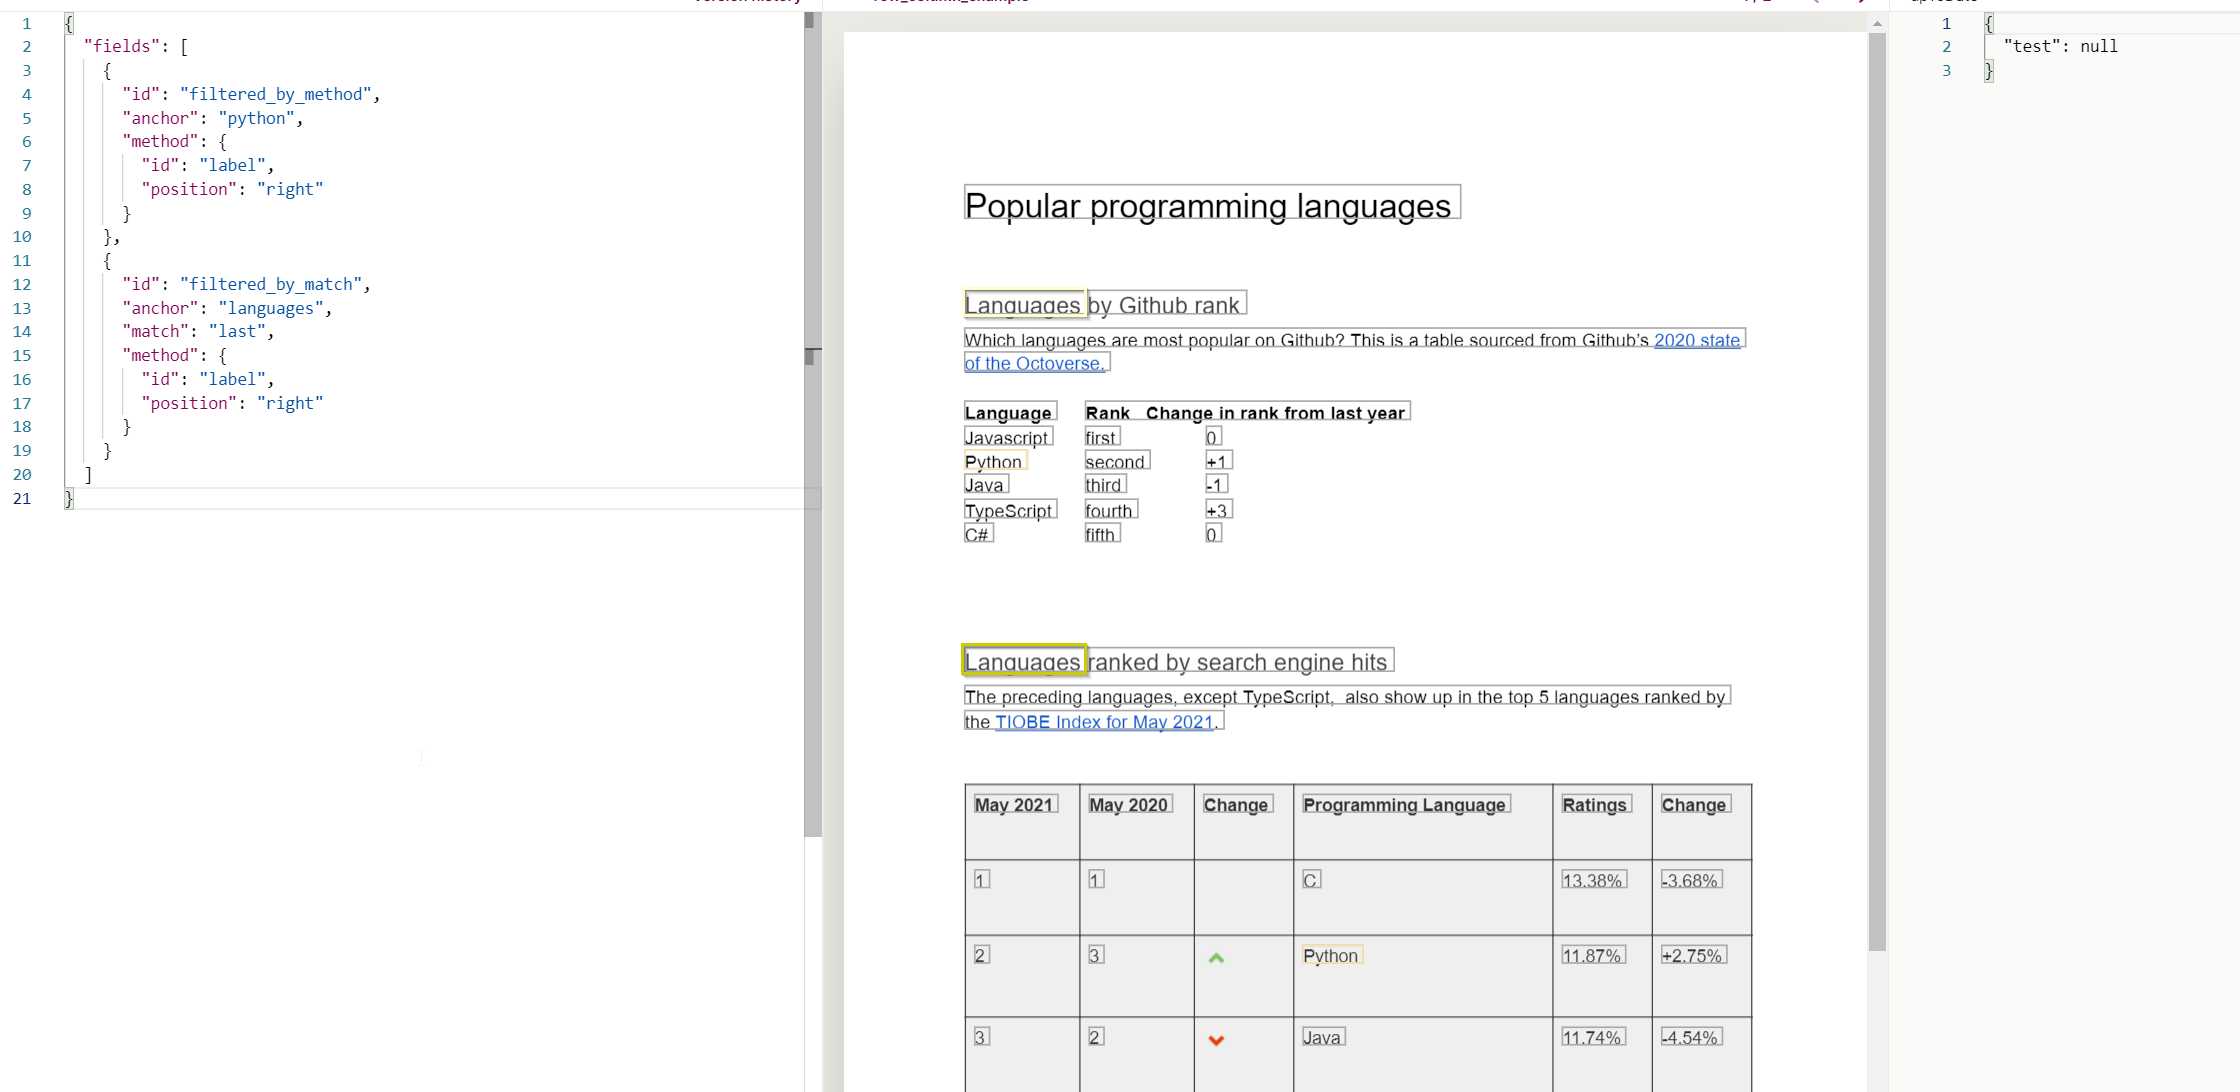 1 {
2 "fields": [
3 {
4 "id": "filtered_by_method",
5 "anchor": "python",
6 "method": {
7 "id": "label",
8 "position": "right"
9 }
10 },
11 {
12 "id": "filtered_by_match",
13 "anchor": "languages",
14 "match": "last",
15 "method": {
16 "id": "label",
17 "position": "right"
18 }
19 }
20 ]
21 }
Popular programming languages
Languages by Github rank
Which languages are most popular on Github? This is a table sourced from Github's 2020 state
of the Octoverse.
Language Rank Change in rank from last year
Javascript first 0
Python second +1
Java third -1
TypeScript fourth +3
C# fifth 0
Languages ranked by search engine hits
The preceding languages, except TypeScript, also show up in the top 5 languages ranked by
the TIOBE Index for May 2021.
May 2021 May 2020 Change Programming Language Ratings Change
1 1 C 13.38% -3.68%
2 3 Python 11.87% +2.75%
3 2 Java 11.74% -4.54%
1 {
2 "test": null
3 }